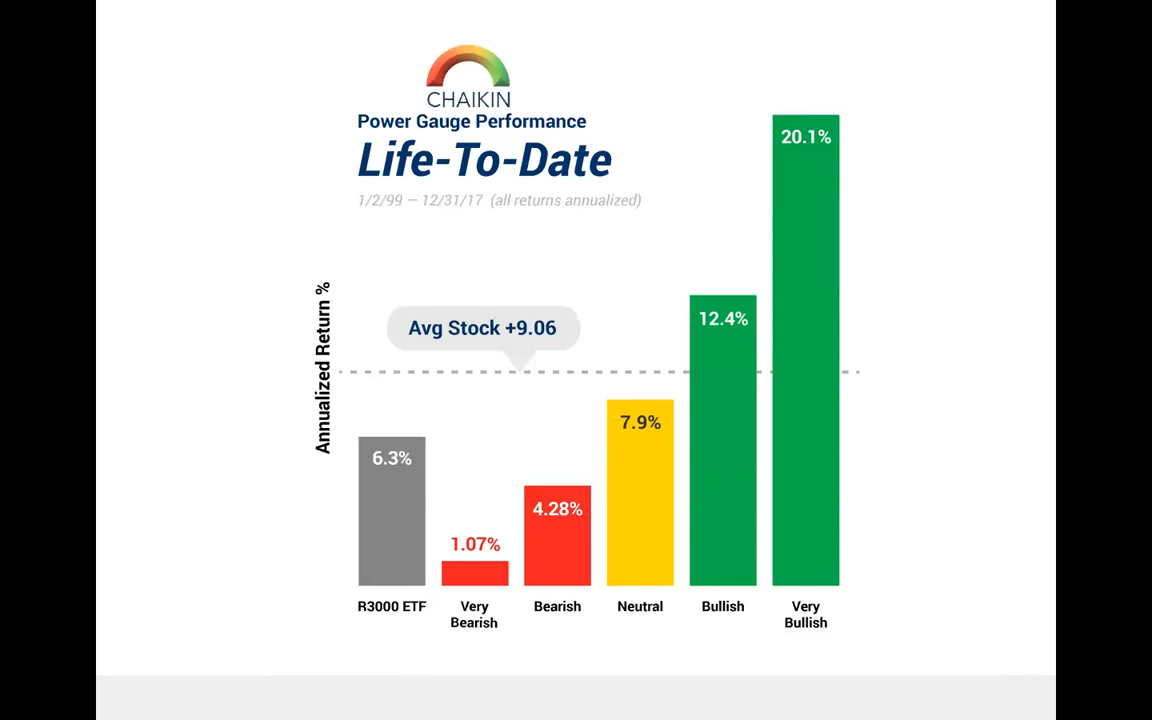 CHAIKIN
Power Gauge Performance
Life-To-Date
1/2/99 – 12/31/17 (all returns annualized)
Annualized Return %
Avg Stock +9.06
6.3%
1.07%
4.28%
7.9%
12.4%
20.1%
R3000 ETF
Very
Bearish
Bearish
Neutral
Bullish
Very
Bullish